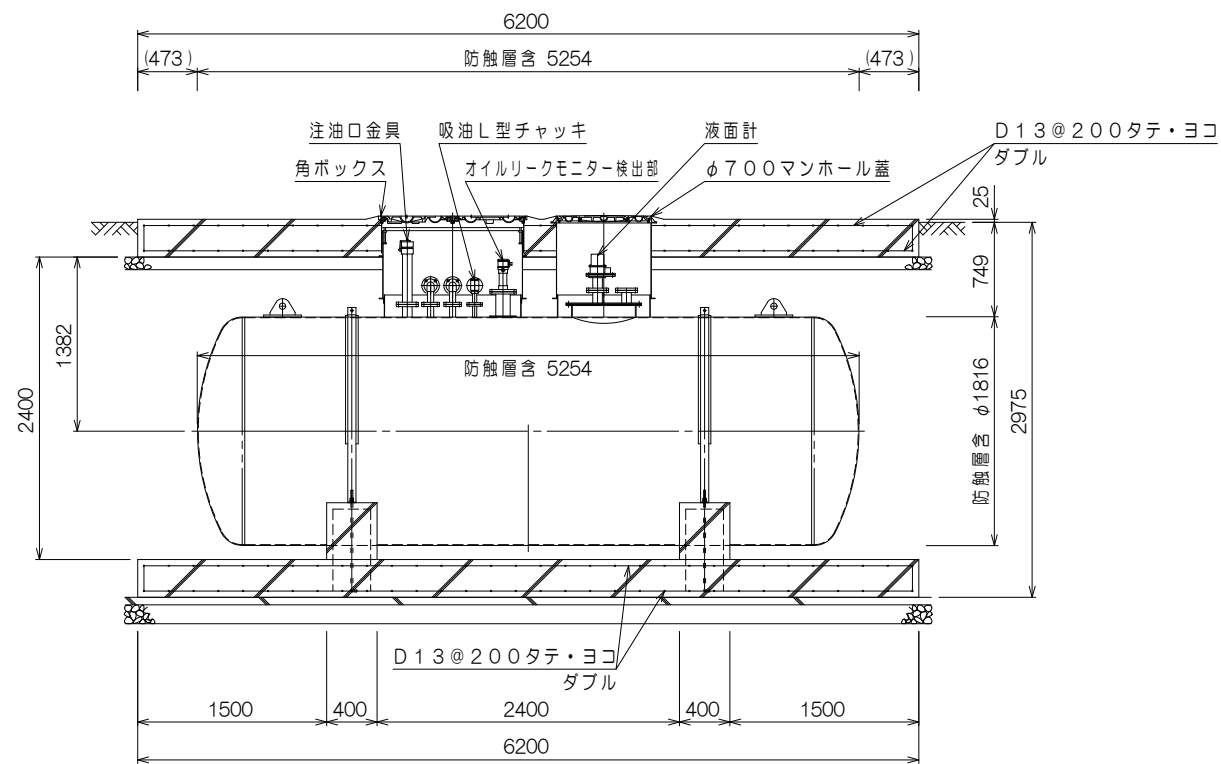 6200
(473) 防触層含 5254 (473)
注油口金具 吸油L型チャッキ 液面計 D13@200タテ・ヨコ
ダブル
角ボックス オイルリークモニター検出部 φ700マンホール蓋
25
749
1382
2400
防触層含 5254
防触層含 φ1816
2975
D13@200タテ・ヨコ
ダブル
1500 400 2400 400 1500
6200